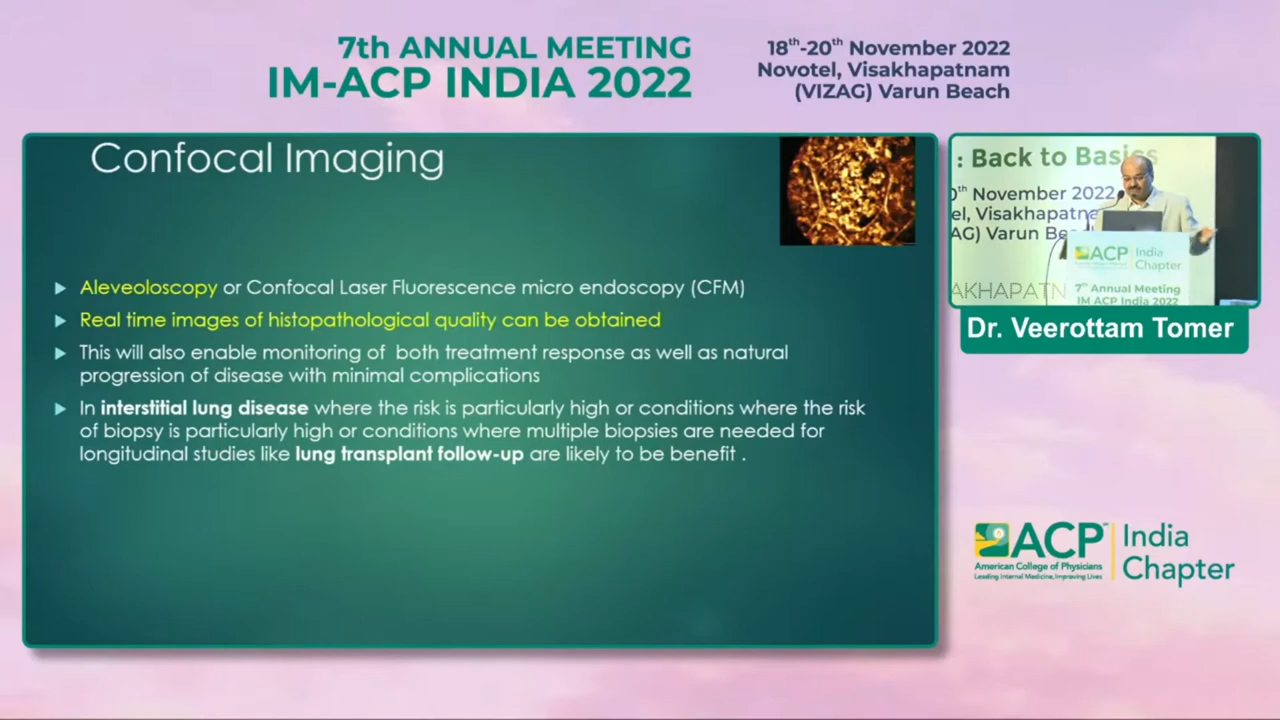 7th ANNUAL MEETING
IM-ACP INDIA 2022
18th-20th November 2022
Novotel, Visakhapatnam
(VIZAG) Varun Beach
Confocal Imaging
Aleveoloscopy or Confocal Laser Fluorescence micro endoscopy (CFM)
Real time images of histopathological quality can be obtained
This will also enable monitoring of both treatment response as well as natural
progression of disease with minimal complications
In interstitial lung disease where the risk is particularly high or conditions where the risk
of biopsy is particularly high or conditions where multiple biopsies are needed for
longitudinal studies like lung transplant follow-up are likely to be benefit .
: Back to Basics
0th November 2022
el, Visakhapatna
AG) Varun Be
AKHAPATN
ACP India
Chapter
7th Annual Meeting
IM ACP India 2022
Dr. Veerottam Tomer
ACP India
American College of Physicians Chapter
Leading Internal Medicine, Improving Lives